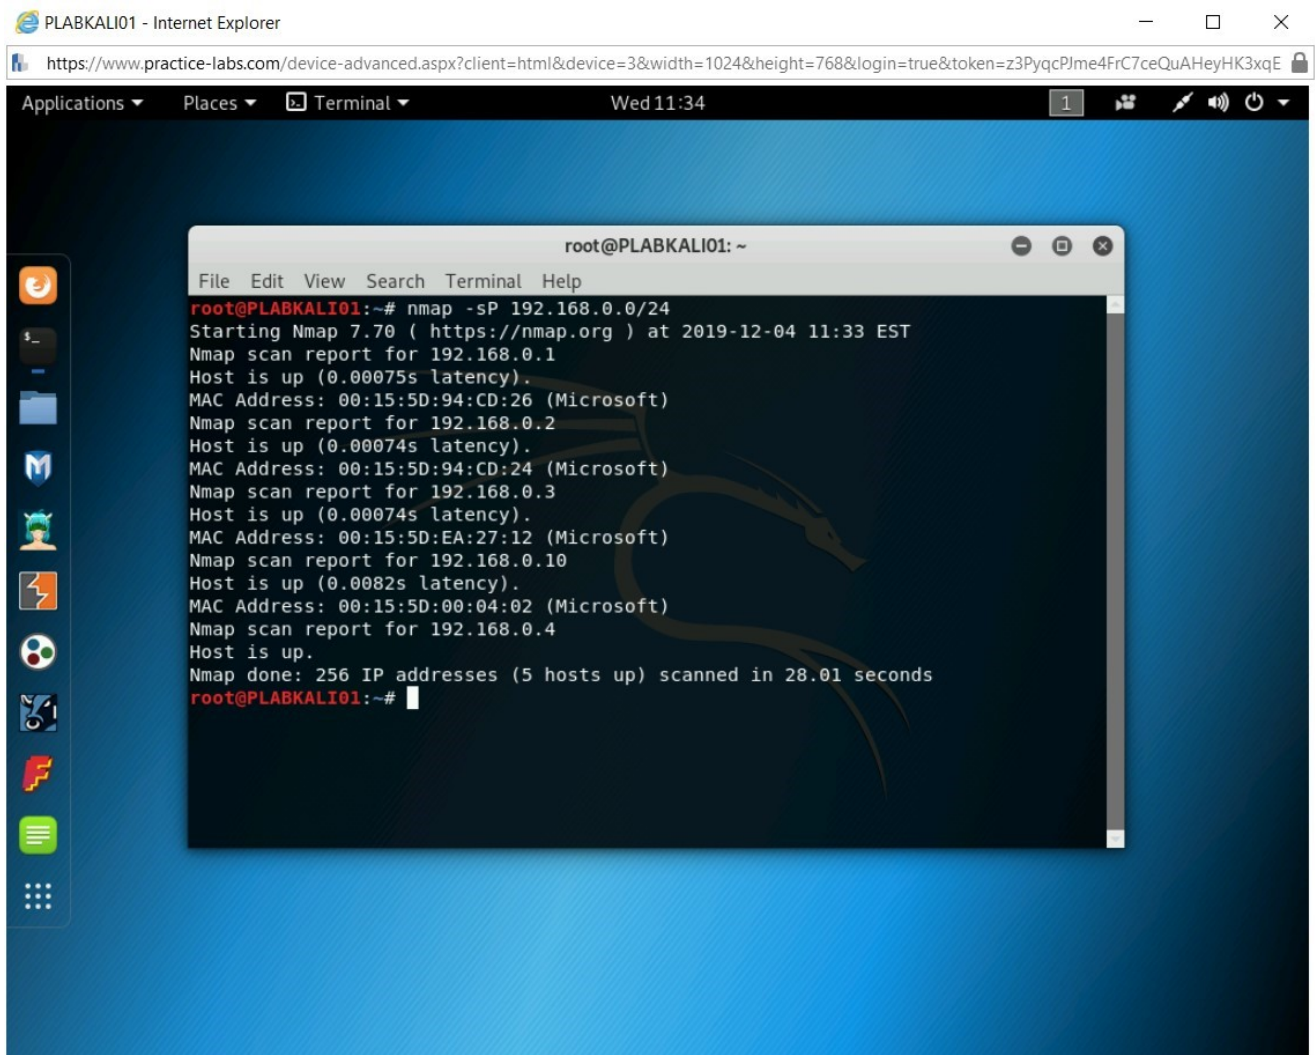 PLABKALI01 - Internet Explorer
https://www.practice-labs.com/device-advanced.aspx?client=html&device=3&width=1024&height=768&login=true&token=z3PyqcPJme4FrC7ceQuAHeyHK3xqE
Applications Places Terminal Wed 11:34 1
root@PLABKALI01: ~
File Edit View Search Terminal Help
root@PLABKALI01:~# nmap -sP 192.168.0.0/24
Starting Nmap 7.70 ( https://nmap.org ) at 2019-12-04 11:33 EST
Nmap scan report for 192.168.0.1
Host is up (0.00075s latency).
MAC Address: 00:15:5D:94:CD:26 (Microsoft)
Nmap scan report for 192.168.0.2
Host is up (0.00074s latency).
MAC Address: 00:15:5D:94:CD:24 (Microsoft)
Nmap scan report for 192.168.0.3
Host is up (0.00074s latency).
MAC Address: 00:15:5D:EA:27:12 (Microsoft)
Nmap scan report for 192.168.0.10
Host is up (0.0082s latency).
MAC Address: 00:15:5D:00:04:02 (Microsoft)
Nmap scan report for 192.168.0.4
Host is up.
Nmap done: 256 IP addresses (5 hosts up) scanned in 28.01 seconds
root@PLABKALI01:~#